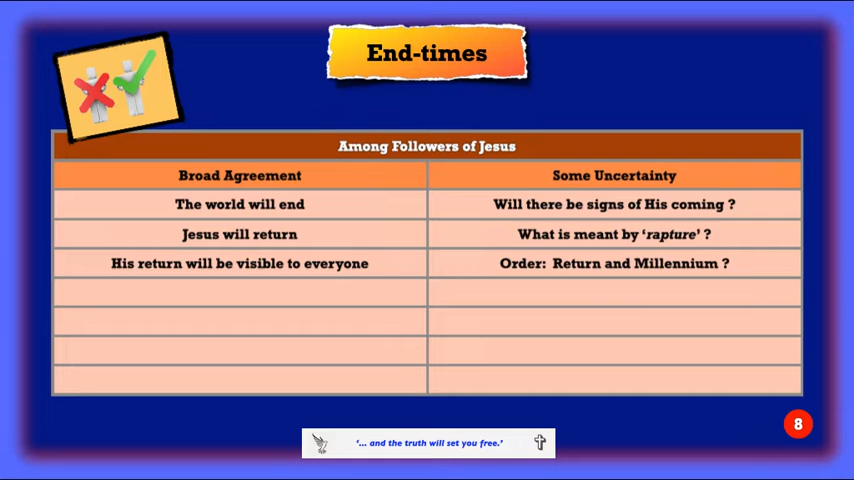 End-times
Among Followers of Jesus
Broad Agreement
Some Uncertainty
The world will end
Will there be signs of His coming ?
Jesus will return
What is meant by ‘rapture’ ?
His return will be visible to everyone
Order: Return and Millennium ?
8
‘... and the truth will set you free.’